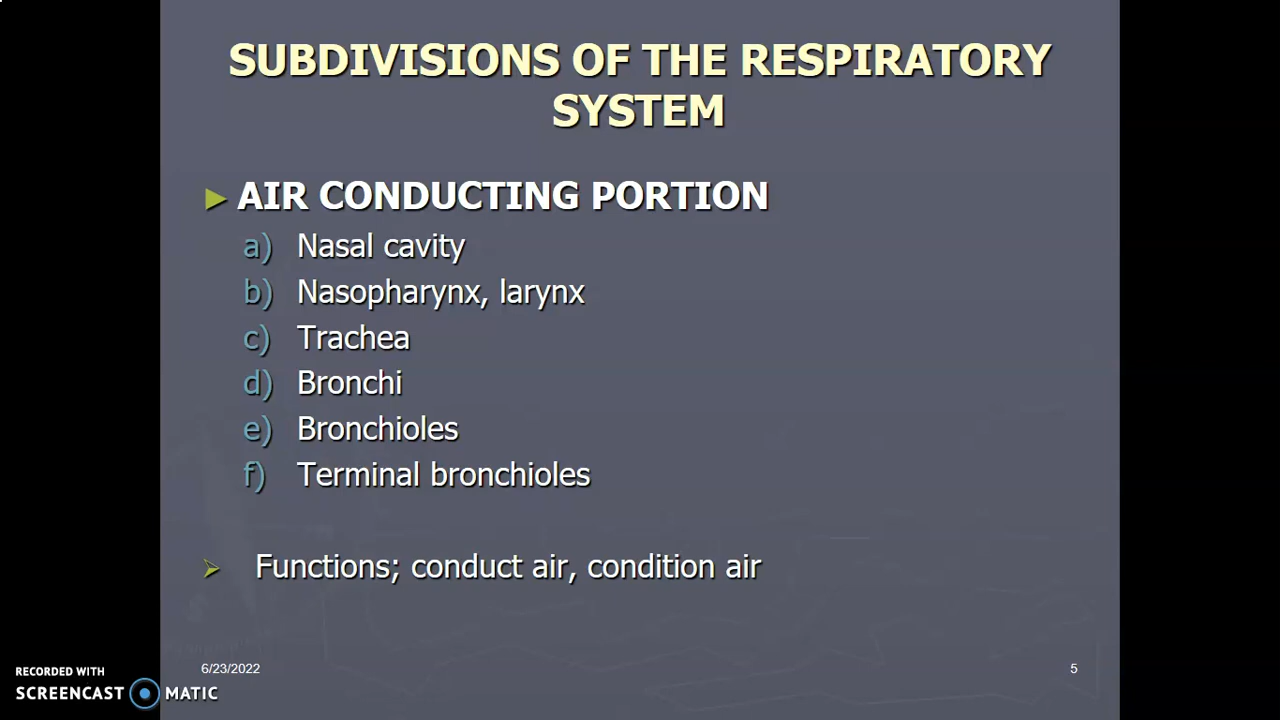 SUBDIVISIONS OF THE RESPIRATORY
SYSTEM
AIR CONDUCTING PORTION
a) Nasal cavity
b) Nasopharynx, larynx
c) Trachea
d) Bronchi
e) Bronchioles
f) Terminal bronchioles
Functions; conduct air, condition air
6/23/2022
5
RECORDED WITH
SCREENCAST MATIC